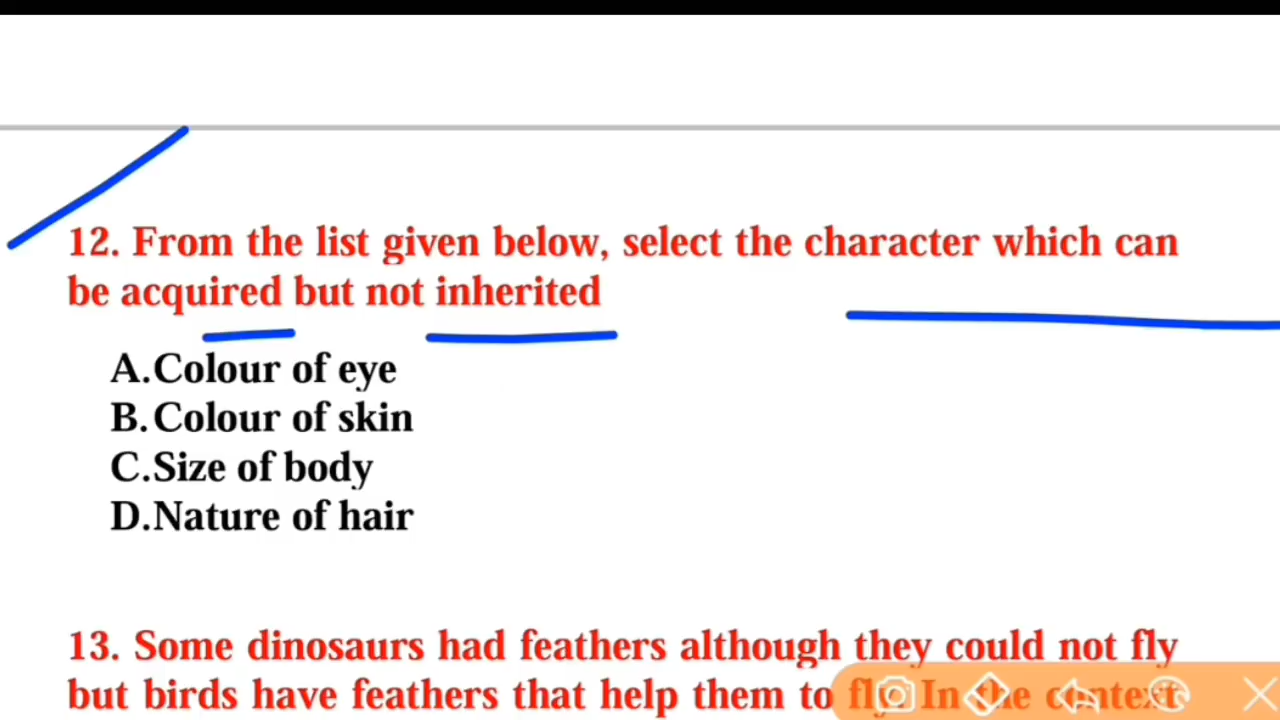 12. From the list given below, select the character which can
be acquired but not inherited
A.Colour of eye
B.Colour of skin
C.Size of body
D.Nature of hair
13. Some dinosaurs had feathers although they could not fly
but birds have feathers that help them to fly. In the context